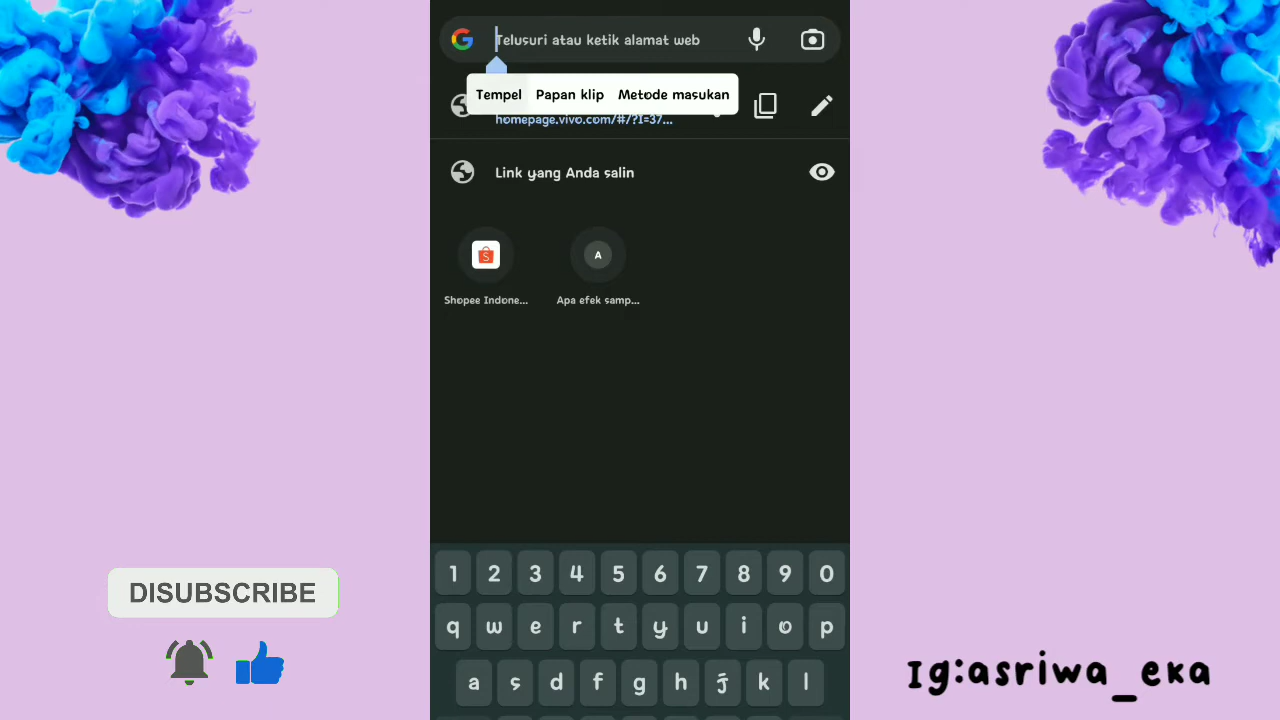 Telusuri atau ketik alamat web
Tempel Papan klip Metode masukan
homepage.vivo.com/#/?I=37...
Link yang Anda salin
S A
Shopee Indone... Apa efek samp...
1 2 3 4 5 6 7 8 9 0
q w e r t y u i o p
a s d f g h j k l
DISUBSCRIBE
Ig:asriwa_eka